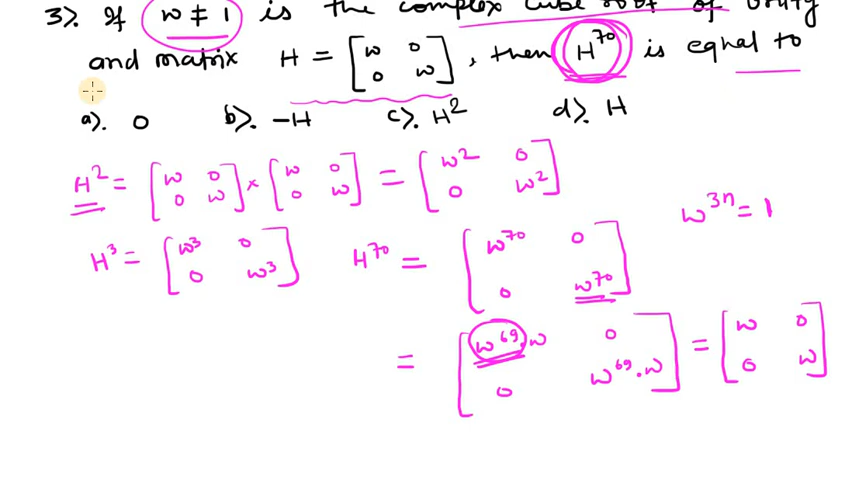 3). If w ≠ 1 is the complex cube root of unity
and matrix H = [w 0 0 w], then H^70 is equal to
a). 0 b). -H c). H^2 d). H
H^2 = [w 0 0 w] × [w 0 0 w] = [w^2 0 0 w^2]
w^3n = 1
H^3 = [w^3 0 0 w^3] H^70 = [w^70 0 0 w^70]
= [w^69.w 0 0 w^69.w] = [w 0 0 w]